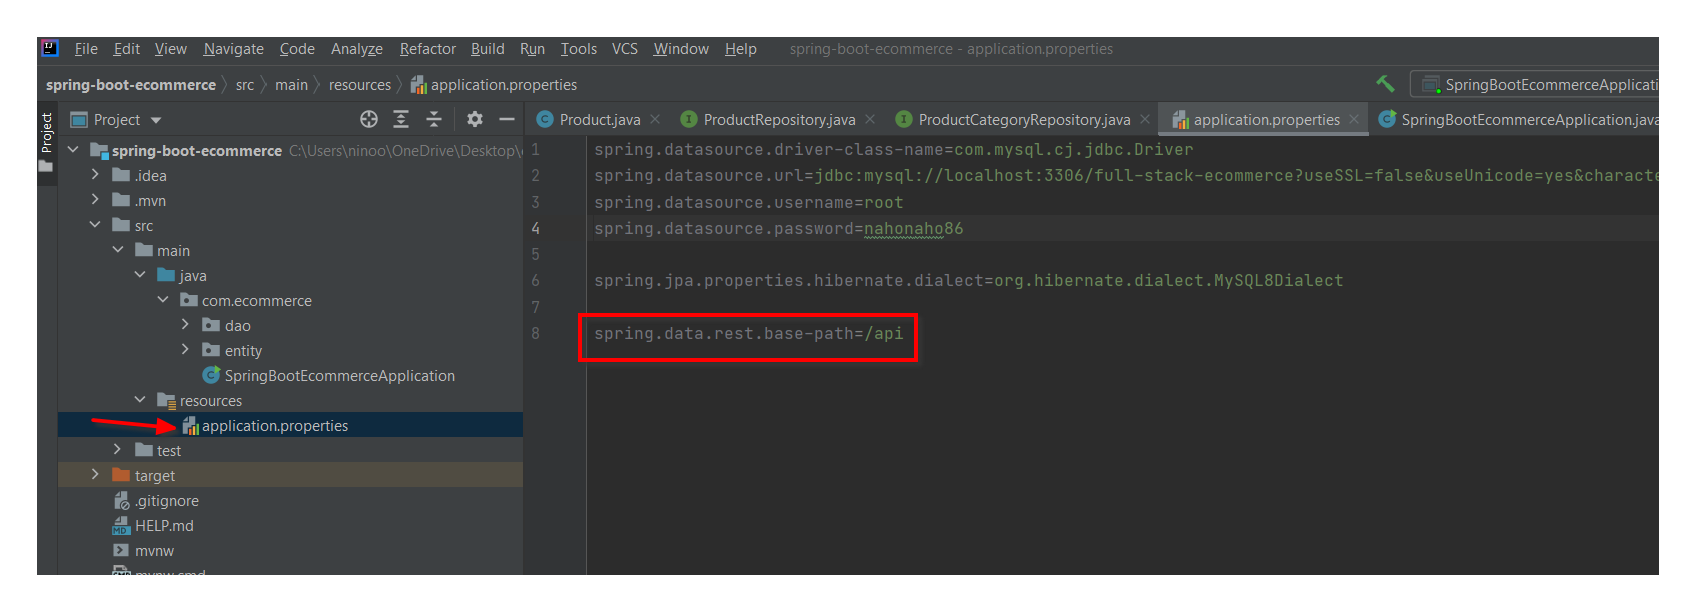 File Edit View Navigate Code Analyze Refactor Build Run Tools VCS Window Help spring-boot-ecommerce - application.properties
spring-boot-ecommerce src main resources application.properties SpringBootEcommerceApplicati
Project
Project
Product.java ProductRepository.java ProductCategoryRepository.java application.properties SpringBootEcommerceApplication.java
spring-boot-ecommerce C:\Users\ninoo\OneDrive\Desktop\
.idea
.mvn
src
main
java
com.ecommerce
dao
entity
SpringBootEcommerceApplication
resources
application.properties
test
target
.gitignore
HELP.md
mvnw
mvnw.cmd
1 spring.datasource.driver-class-name=com.mysql.cj.jdbc.Driver
2 spring.datasource.url=jdbc:mysql://localhost:3306/full-stack-ecommerce?useSSL=false&useUnicode=yes&characte
3 spring.datasource.username=root
4 spring.datasource.password=nahonaho86
5
6 spring.jpa.properties.hibernate.dialect=org.hibernate.dialect.MySQL8Dialect
7
8 spring.data.rest.base-path=/api